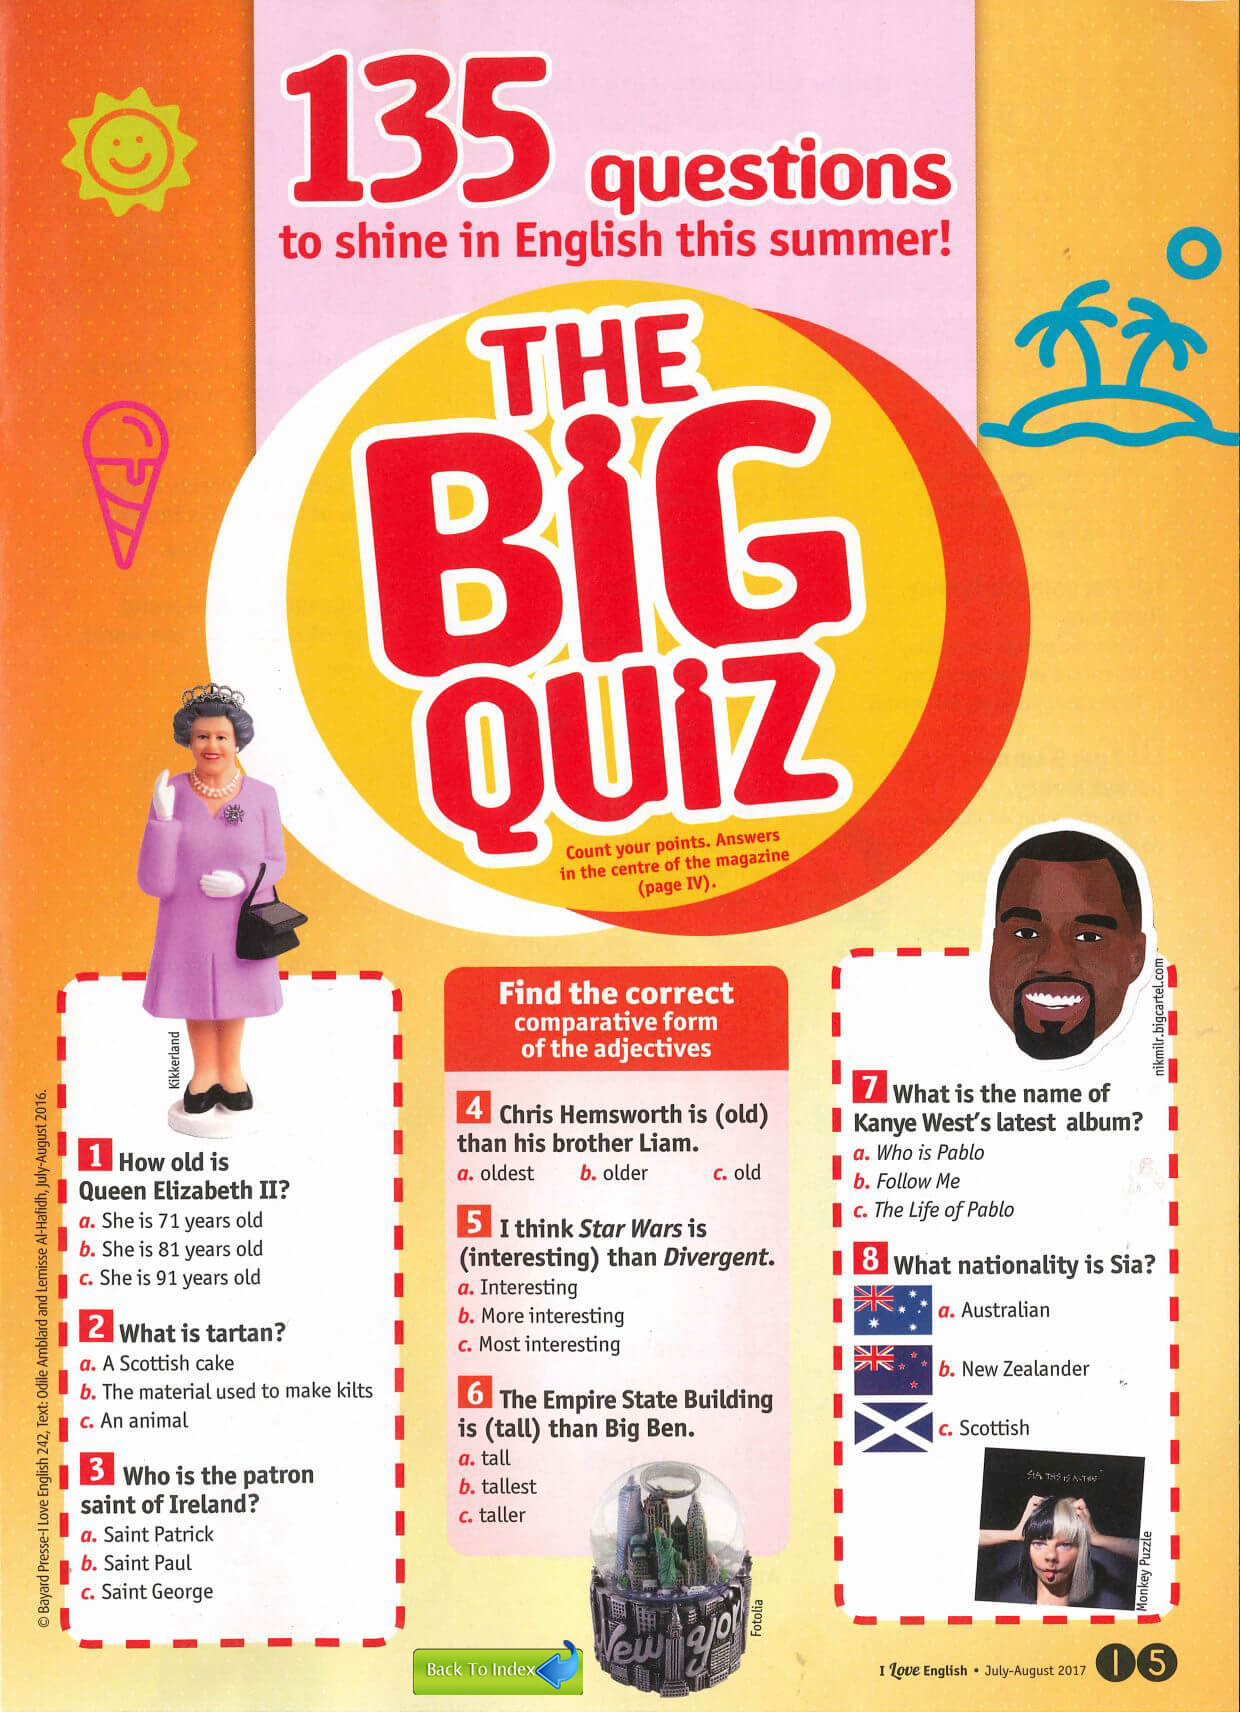 135 questions
to shine in English this summer!
THE
BiG
QUiZ
Count your points. Answers
in the centre of the magazine
(page IV).
Kikkerland
© Bayard Presse-I Love English 242, Text: Odile Amblard and Lemisse Al-Hafidh, July-August 2016.
1 How old is
Queen Elizabeth II?
a. She is 71 years old
b. She is 81 years old
c. She is 91 years old
2 What is tartan?
a. A Scottish cake
b. The material used to make kilts
c. An animal
3 Who is the patron
saint of Ireland?
a. Saint Patrick
b. Saint Paul
c. Saint George
Find the correct
comparative form
of the adjectives
4 Chris Hemsworth is (old)
than his brother Liam.
a. oldest b. older c. old
5 I think Star Wars is
(interesting) than Divergent.
a. Interesting
b. More interesting
c. Most interesting
6 The Empire State Building
is (tall) than Big Ben.
a. tall
b. tallest
c. taller
New York
Fotolia
nikmilr.bigcartel.com
7 What is the name of
Kanye West's latest album?
a. Who is Pablo
b. Follow Me
c. The Life of Pablo
8 What nationality is Sia?
a. Australian
b. New Zealander
c. Scottish
SIA THIS IS ACTING
Monkey Puzzle
Back To Index
I Love English • July-August 2017 15